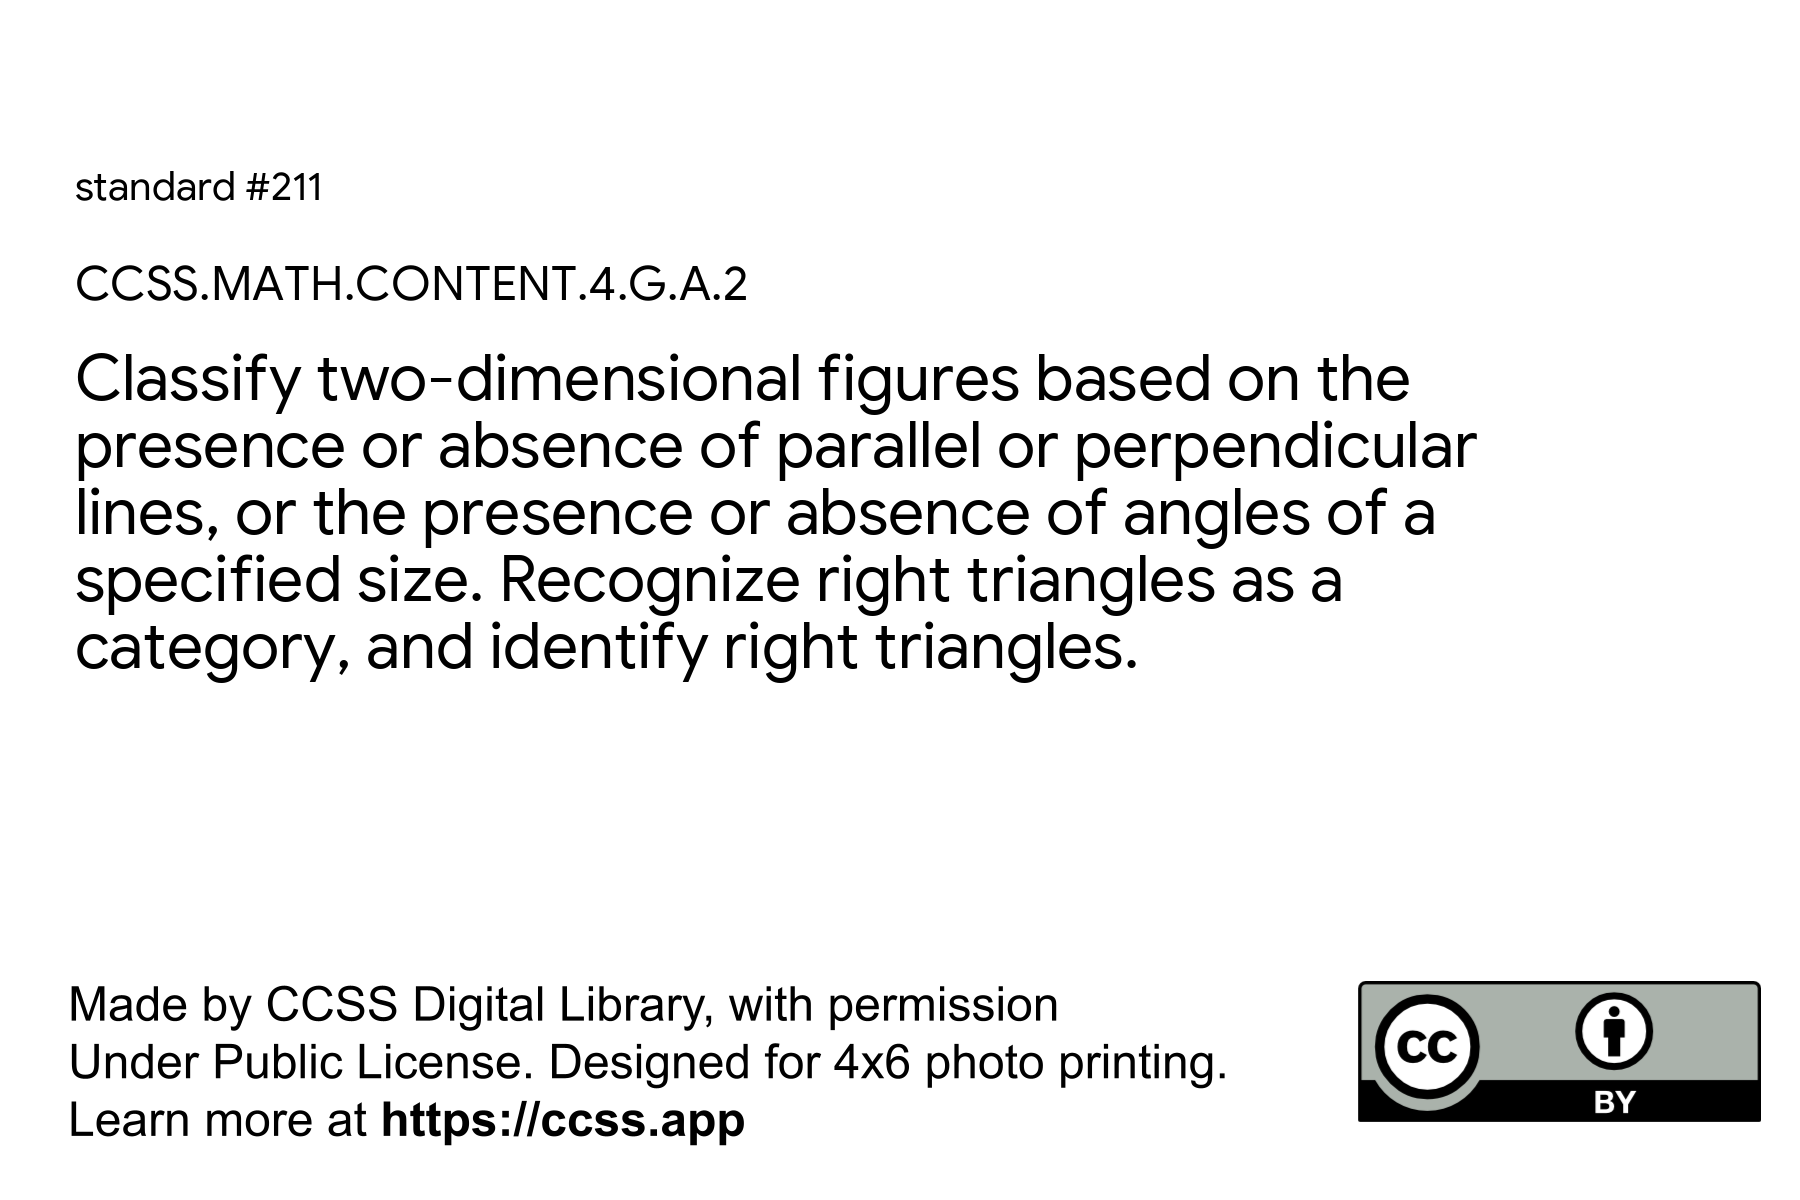 standard #211
CCSS.MATH.CONTENT.4.G.A.2
Classify two-dimensional figures based on the
presence or absence of parallel or perpendicular
lines, or the presence or absence of angles of a
specified size. Recognize right triangles as a
category, and identify right triangles.
Made by CCSS Digital Library, with permission
Under Public License. Designed for 4x6 photo printing.
Learn more at https://ccss.app
cc
BY